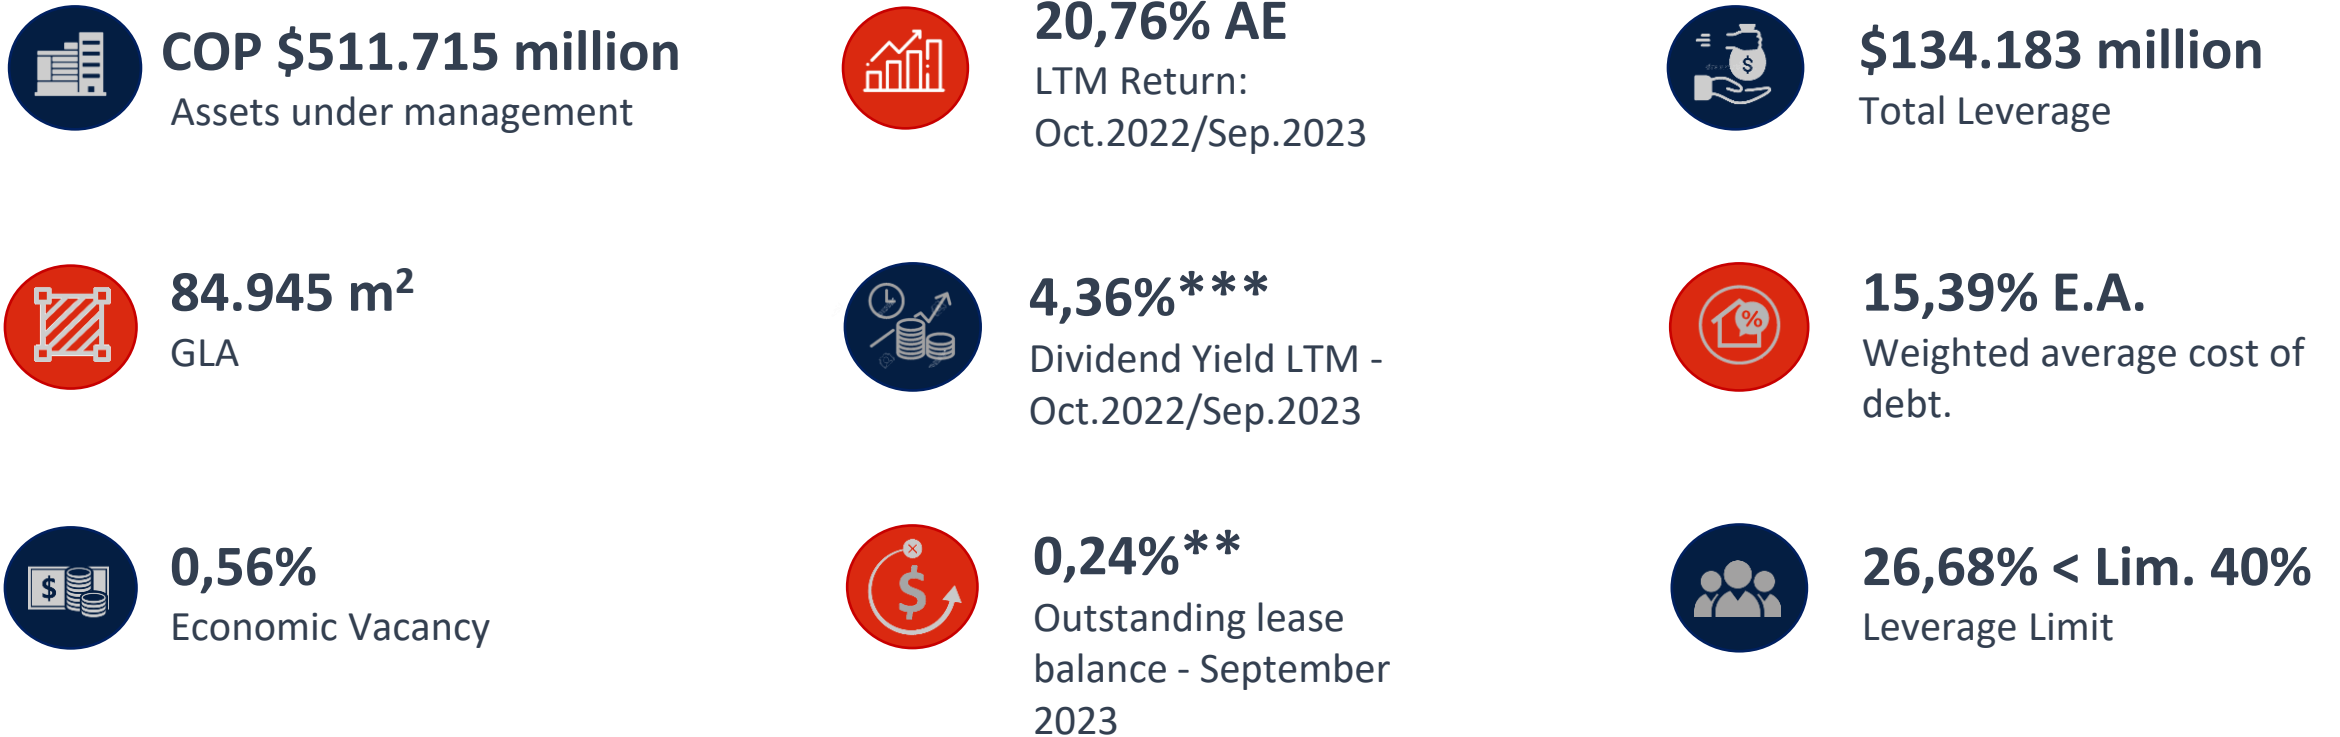 COP $511.715 million
Assets under management
20,76% AE
LTM Return:
Oct.2022/Sep.2023
$134.183 million
Total Leverage
84.945 m²
GLA
4,36%***
Dividend Yield LTM -
Oct.2022/Sep.2023
15,39% E.A.
Weighted average cost of
debt.
0,56%
Economic Vacancy
0,24%**
Outstanding lease
balance - September
2023
26,68% < Lim. 40%
Leverage Limit